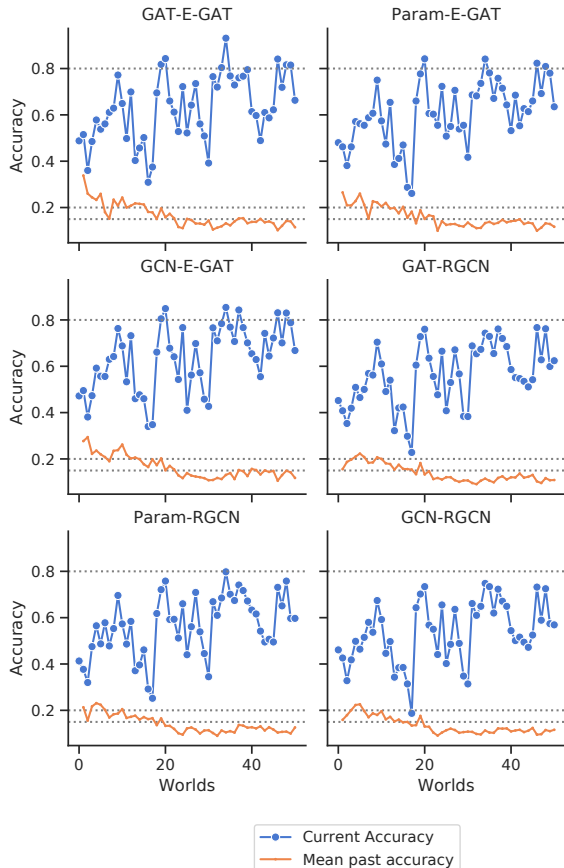 GAT-E-GAT
Param-E-GAT
0.8
0.6
0.4
0.2
Accuracy
GCN-E-GAT
GAT-RGCN
0.8
0.6
0.4
0.2
Accuracy
Param-RGCN
GCN-RGCN
0.8
0.6
0.4
0.2
Accuracy
0 20 40
0 20 40
Worlds
Worlds
Current Accuracy
Mean past accuracy